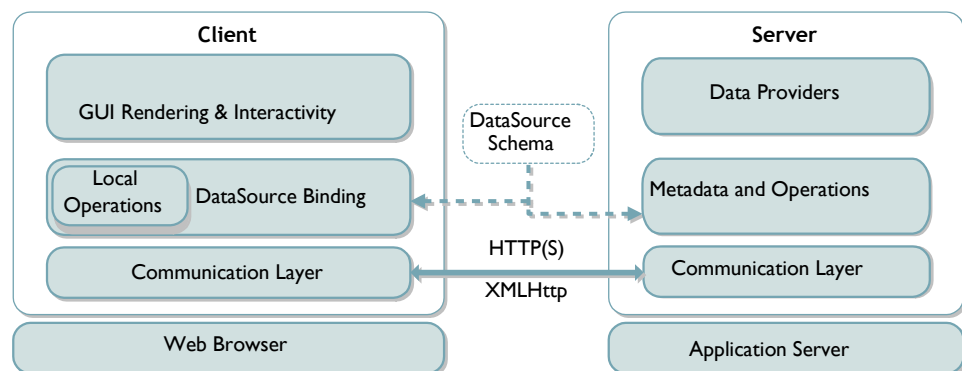 Client
GUI Rendering & Interactivity
Local
Operations
DataSource Binding
Communication Layer
Web Browser
DataSource
Schema
HTTP(S)
XMLHttp
Server
Data Providers
Metadata and Operations
Communication Layer
Application Server